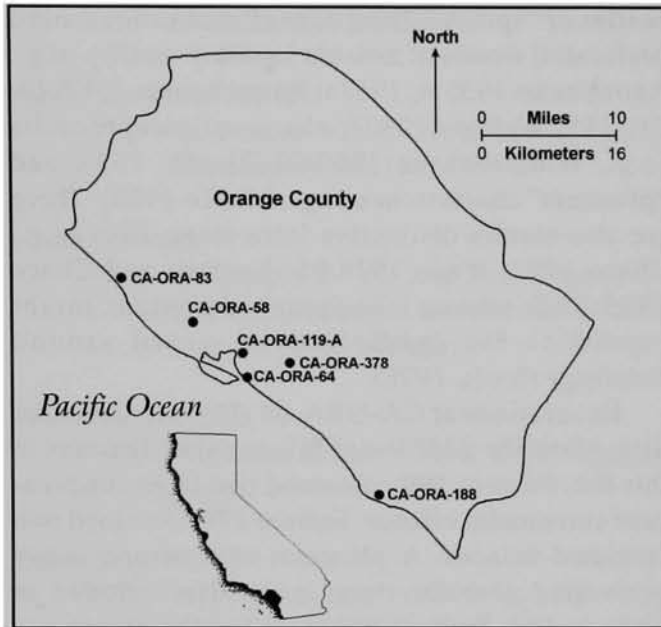 North
0 Miles 10
0 Kilometers 16
Orange County
CA-ORA-83
CA-ORA-58
CA-ORA-119-A
CA-ORA-378
CA-ORA-64
Pacific Ocean
CA-ORA-188